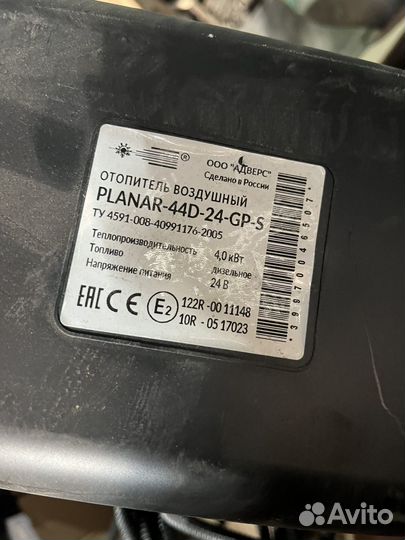 ®
ООО "АДВЕРС"
Сделано в России
ОТОПИТЕЛЬ ВОЗДУШНЫЙ
PLANAR-44D-24-GP-S
ТУ 4591-008-40991176-2005
Теплопроизводительность 4,0 кВт
Топливо дизельное
Напряжение питания 24 В
EAC CE E2 122R-00 11148
10R - 05 17023
Avito